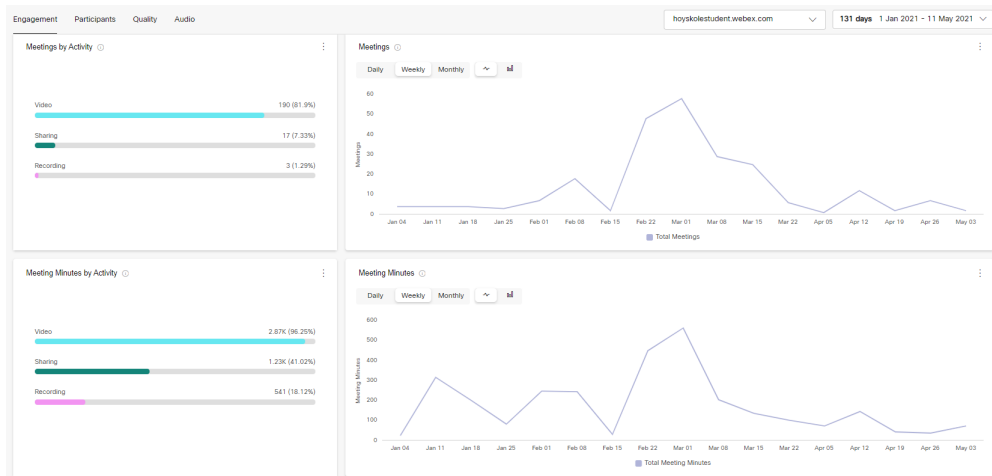 Engagement Participants Quality Audio hoyskolestudent.webex.com 131 days 1 Jan 2021 - 11 May 2021
Meetings by Activity
Video 190 (81.9%)
Sharing 17 (7.33%)
Recording 3 (1.29%)
Meetings
Daily Weekly Monthly
Meetings
60
50
40
30
20
10
0
Jan 04 Jan 11 Jan 18 Jan 25 Feb 01 Feb 08 Feb 15 Feb 22 Mar 01 Mar 08 Mar 15 Mar 22 Apr 05 Apr 12 Apr 19 Apr 26 May 03
Total Meetings
Meeting Minutes by Activity
Video 2.87K (96.25%)
Sharing 1.23K (41.02%)
Recording 541 (18.12%)
Meeting Minutes
Daily Weekly Monthly
Meeting Minutes
600
500
400
300
200
100
0
Jan 04 Jan 11 Jan 18 Jan 25 Feb 01 Feb 08 Feb 15 Feb 22 Mar 01 Mar 08 Mar 15 Mar 22 Apr 05 Apr 12 Apr 19 Apr 26 May 03
Total Meeting Minutes